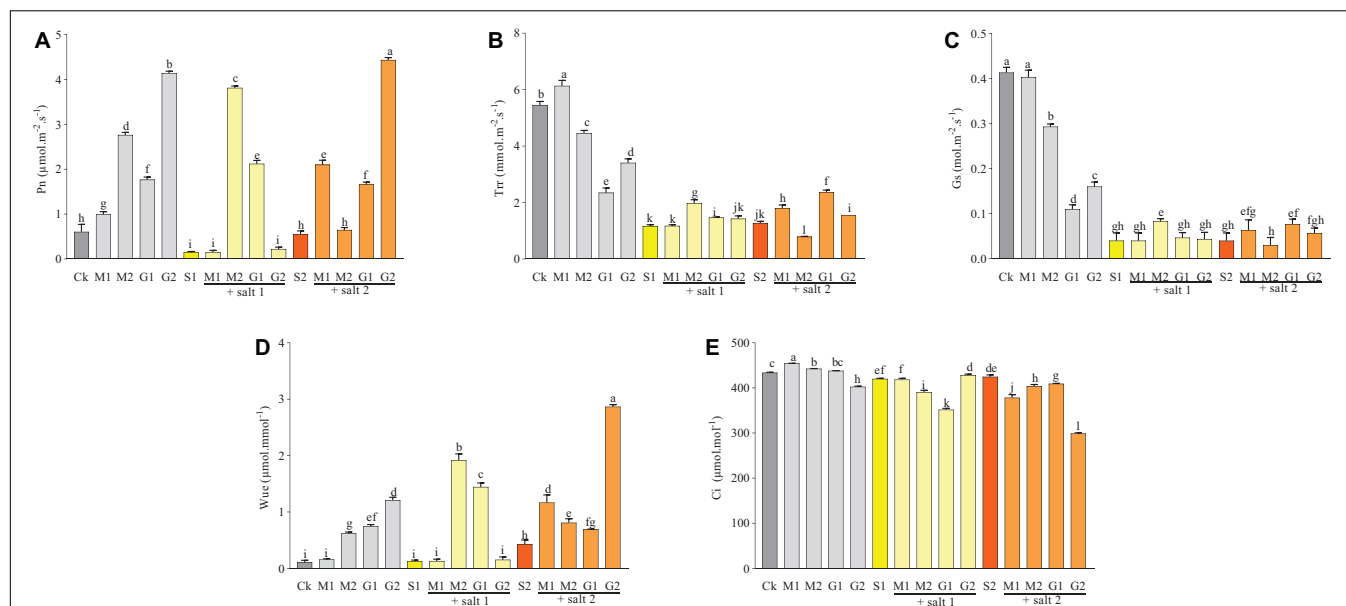 A
Pn (μmol.m⁻².s⁻¹)
5
4
3
2
1
0
h g d f b i i c e i h e h f a
Ck M1 M2 G1 G2 S1 M1 M2 G1 G2 S2 M1 M2 G1 G2
+ salt 1 + salt 2
B
Trr (mmol.m⁻².s⁻¹)
8
6
4
2
0
b a c e d k k g i jk jk h l f i
Ck M1 M2 G1 G2 S1 M1 M2 G1 G2 S2 M1 M2 G1 G2
+ salt 1 + salt 2
C
Gs (mol.m⁻².s⁻¹)
0.5
0.4
0.3
0.2
0.1
0.0
a a b d c gh gh e gh gh gh efg h ef fgh
Ck M1 M2 G1 G2 S1 M1 M2 G1 G2 S2 M1 M2 G1 G2
+ salt 1 + salt 2
D
Wue (μmol.mmol⁻¹)
4
3
2
1
0
i i g ef d i i b c i h d e fg a
Ck M1 M2 G1 G2 S1 M1 M2 G1 G2 S2 M1 M2 G1 G2
+ salt 1 + salt 2
E
Ci (μmol.mol⁻¹)
500
400
300
200
100
0
c a b bc h ef f i k d de j h g l
Ck M1 M2 G1 G2 S1 M1 M2 G1 G2 S2 M1 M2 G1 G2
+ salt 1 + salt 2